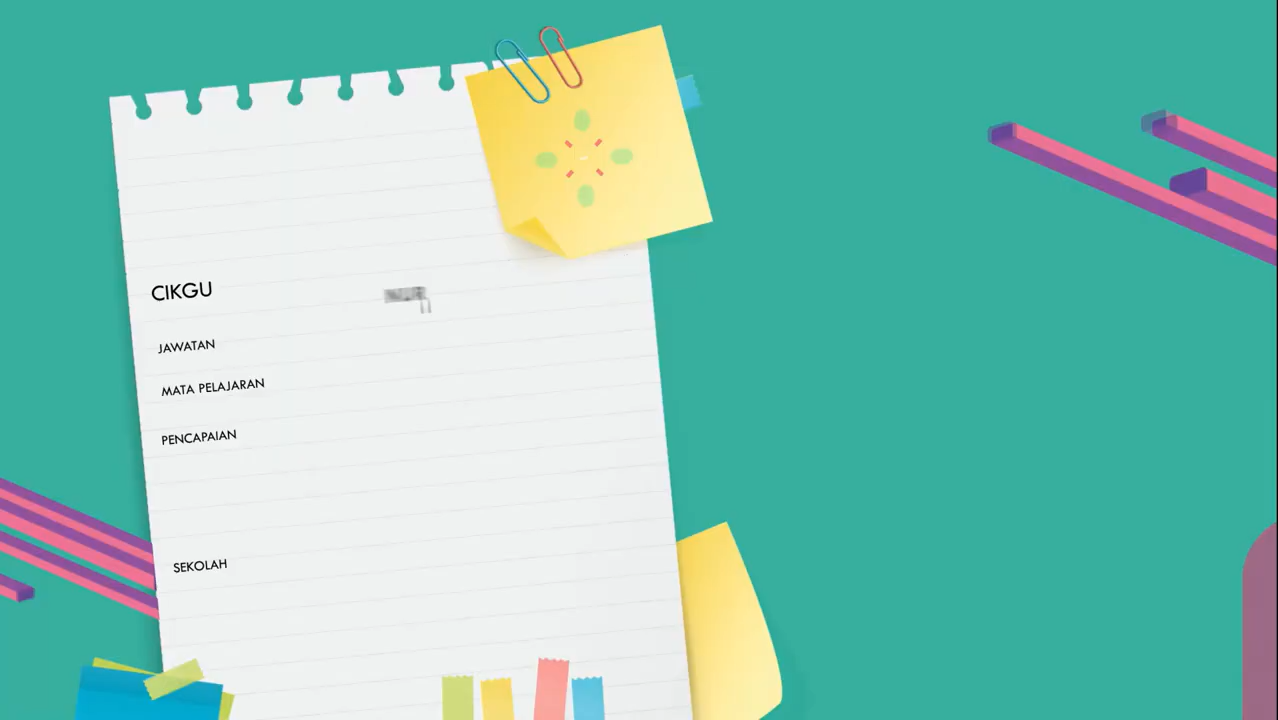 CIKGU
JAWATAN
MATA PELAJARAN
PENCAPAIAN
SEKOLAH